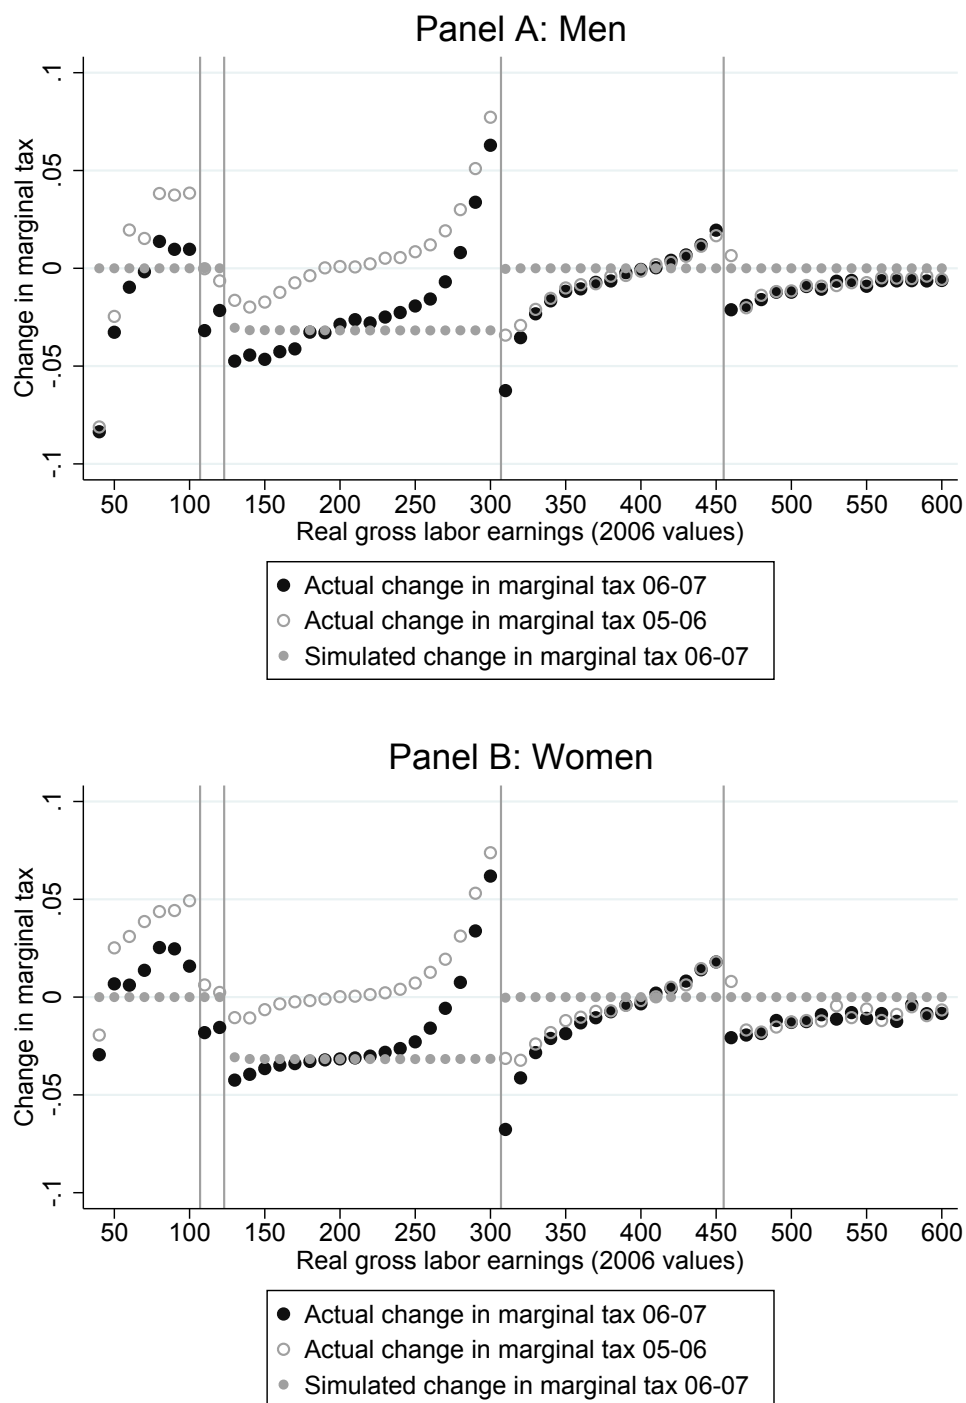 Panel A: Men
.1
.05
0
-.05
-.1
Change in marginal tax
50 100 150 200 250 300 350 400 450 500 550 600
Real gross labor earnings (2006 values)
Actual change in marginal tax 06-07
Actual change in marginal tax 05-06
Simulated change in marginal tax 06-07
Panel B: Women
.1
.05
0
-.05
-.1
Change in marginal tax
50 100 150 200 250 300 350 400 450 500 550 600
Real gross labor earnings (2006 values)
Actual change in marginal tax 06-07
Actual change in marginal tax 05-06
Simulated change in marginal tax 06-07